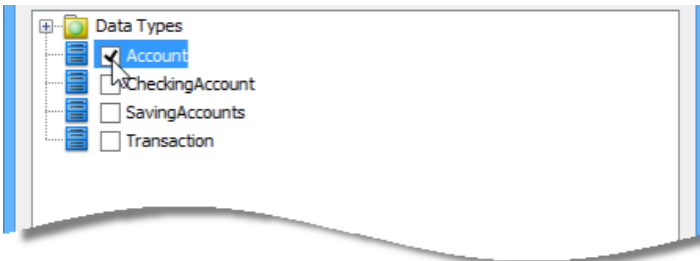 Data Types
Account
CheckingAccount
SavingAccounts
Transaction